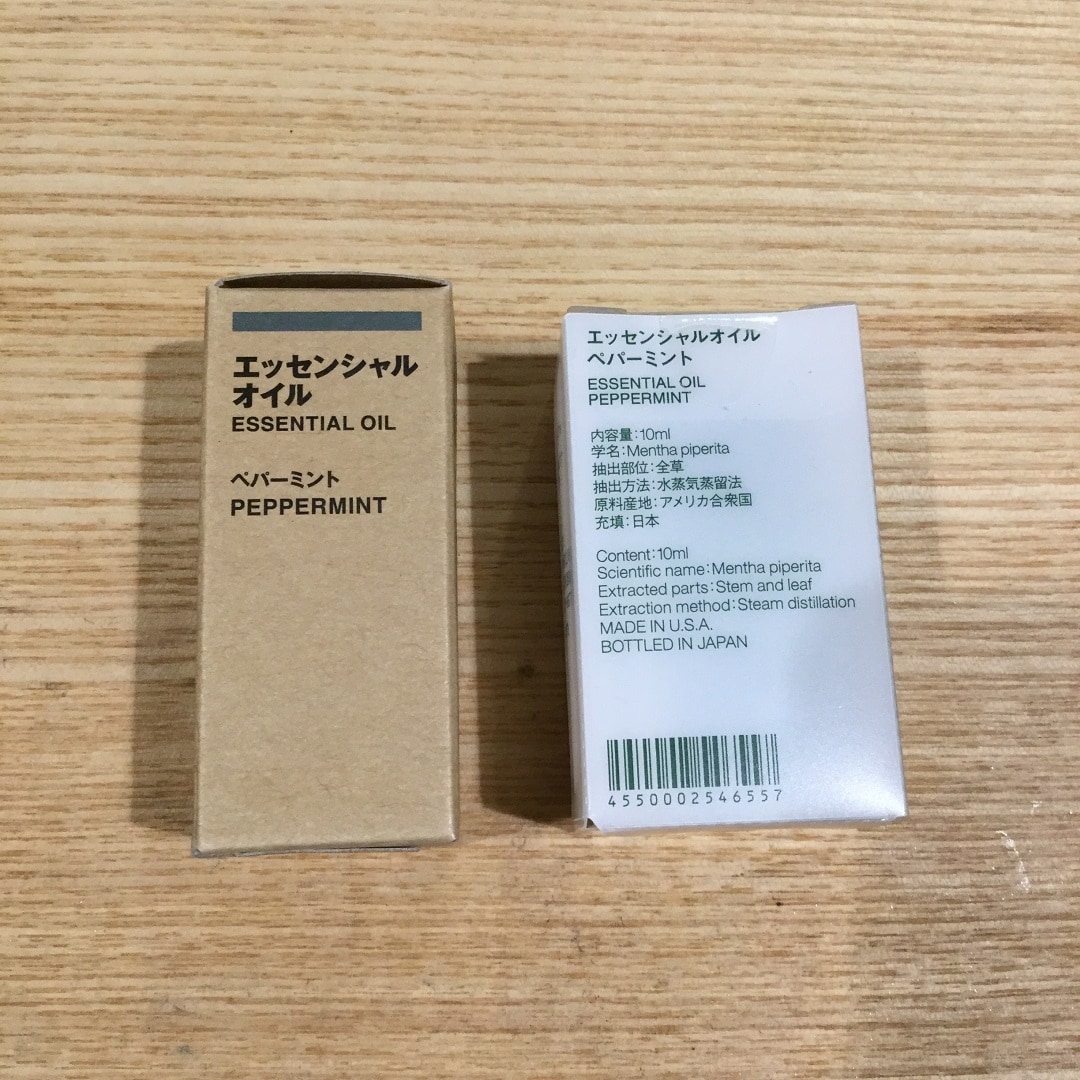 エッセンシャル
オイル
ESSENTIAL OIL
ペパーミント
PEPPERMINT
エッセンシャルオイル
ペパーミント
ESSENTIAL OIL
PEPPERMINT
内容量:10ml
学名:Mentha piperita
抽出部位:全草
抽出方法:水蒸気蒸留法
原料産地:アメリカ合衆国
充填:日本
Content:10ml
Scientific name:Mentha piperita
Extracted parts:Stem and leaf
Extraction method:Steam distillation
MADE IN U.S.A.
BOTTLED IN JAPAN
4550002546557